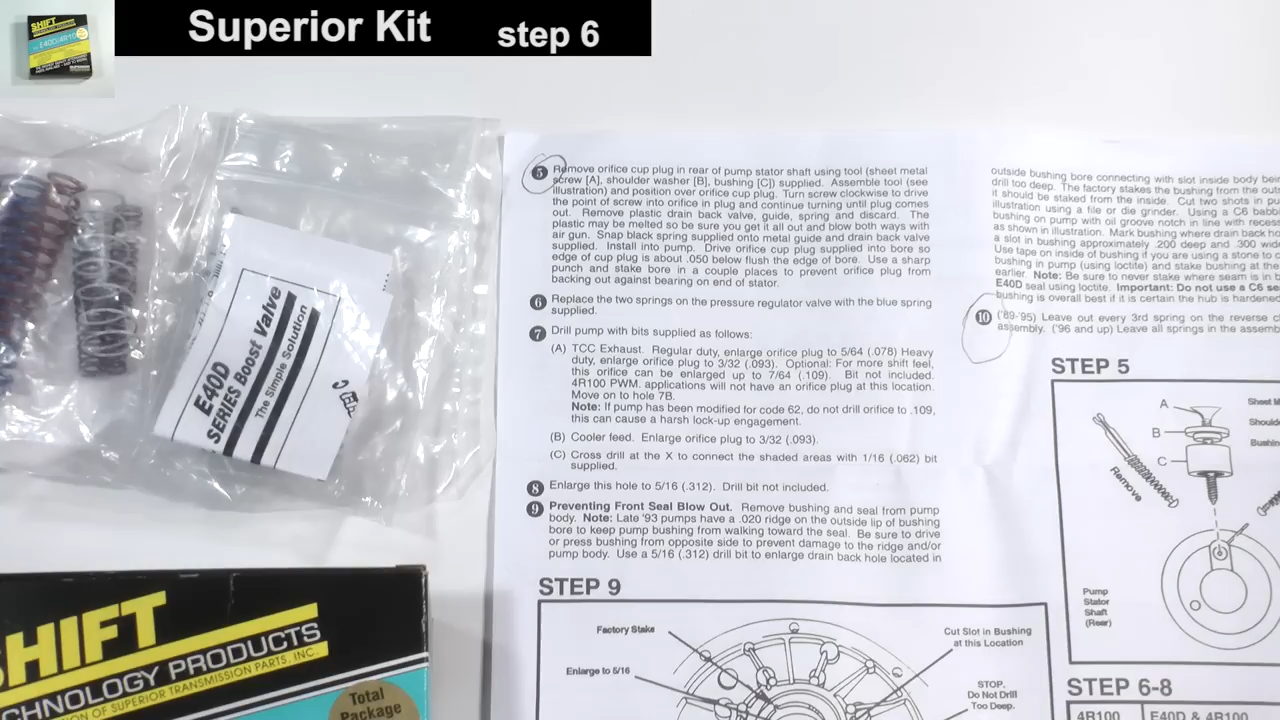 Superior Kit step 6
SHIFT
E4OD/4R100
5 Remove orifice cup plug in rear of pump stator shaft using tool (sheet metal
screw [A], shoulder washer [B], bushing [C]) supplied. Assemble tool (see
illustration) and position over orifice cup plug. Turn screw clockwise to drive
the point of screw into orifice in plug and continue turning until plug comes
out. Remove plastic drain back valve, guide, spring and discard. The
plastic may be melted so be sure you get it all out and blow both ways with
air gun. Snap black spring supplied onto metal guide and drain back valve
supplied. Install into pump. Drive orifice cup plug supplied into bore so
edge of cup plug is about .050 below flush the edge of bore. Use a sharp
punch and stake bore in a couple places to prevent orifice plug from
backing out against bearing on end of stator.
6 Replace the two springs on the pressure regulator valve with the blue spring
supplied.
7 Drill pump with bits supplied as follows:
(A) TCC Exhaust. Regular duty, enlarge orifice plug to 5/64 (.078) Heavy
duty, enlarge orifice plug to 3/32 (.093). Optional: For more shift feel,
this orifice can be enlarged up to 7/64 (.109). Bit not included.
4R100 PWM. applications will not have an orifice plug at this location.
Move on to hole 7B.
Note: If pump has been modified for code 62, do not drill orifice to .109,
this can cause a harsh lock-up engagement.
(B) Cooler feed. Enlarge orifice plug to 3/32 (.093).
(C) Cross drill at the X to connect the shaded areas with 1/16 (.062) bit
supplied.
8 Enlarge this hole to 5/16 (.312). Drill bit not included.
9 Preventing Front Seal Blow Out. Remove bushing and seal from pump
body. Note: Late '93 pumps have a .020 ridge on the outside lip of bushing
bore to keep pump bushing from walking toward the seal. Be sure to drive
or press bushing from opposite side to prevent damage to the ridge and/or
pump body. Use a 5/16 (.312) drill bit to enlarge drain back hole located in
outside bushing bore connecting with slot inside body bein
drill too deep. The factory stakes the bushing from the out
it should be staked from the inside. Cut two shots in pu
illustration using a file or die grinder. Using a C6 babb
bushing on pump with oil groove notch in line with recess
as shown in illustration. Mark bushing where drain back ho
a slot in bushing approximately .200 deep and .300 wid
Use tape on inside of bushing if you are using a stone to c
bushing in pump (using loctite) and stake bushing at the
earlier. Note: Be sure to never stake where seam is in b
E40D seal using loctite. Important: Do not use a C6 sea
bushing is overall best if it is certain the hub is hardened
10 ('89-'95) Leave out every 3rd spring on the reverse c
assembly. ('96 and up) Leave all springs in the assemb
STEP 5
A
B
C
Sheet M
Should
Bushin
Remove
Pump
Stator
Shaft
(Rear)
STEP 9
Factory Stake
Enlarge to 5/16
Cut Slot in Bushing
at this Location
STOP.
Do Not Drill
Too Deep.
STEP 6-8
4R100 E40D & 4R100
E40D
SERIES Boost Valve
The Simple Solution
SHIFT
CHNOLOGY PRODUCTS
ION OF SUPERIOR TRANSMISSION PARTS, INC.
Total
Package